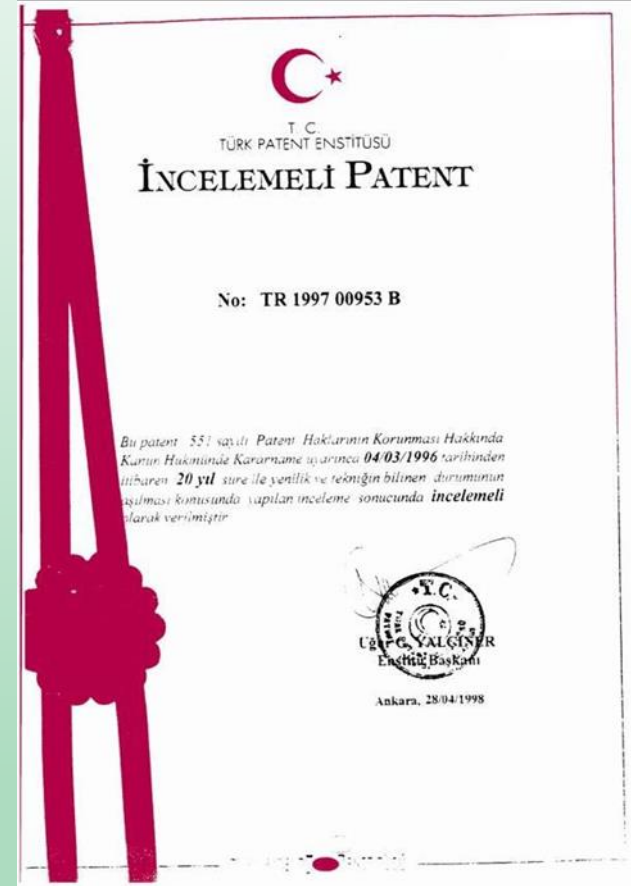 T. C.
TÜRK PATENT ENSTİTÜSÜ
İNCELEMELİ PATENT
No: TR 1997 00953 B
Bu patent 551 sayılı Patent Haklarının Korunması Hakkında
Kanun Hükmünde Kararname uyarınca 04/03/1996 tarihinden
itibaren 20 yıl süre ile yenilik ve tekniğin bilinen durumunun
aşılması konusunda yapılan inceleme sonucunda incelemeli
olarak verilmiştir
T.C.
G. YALÇINER
Enstitü Başkanı
Ankara, 28/04/1998